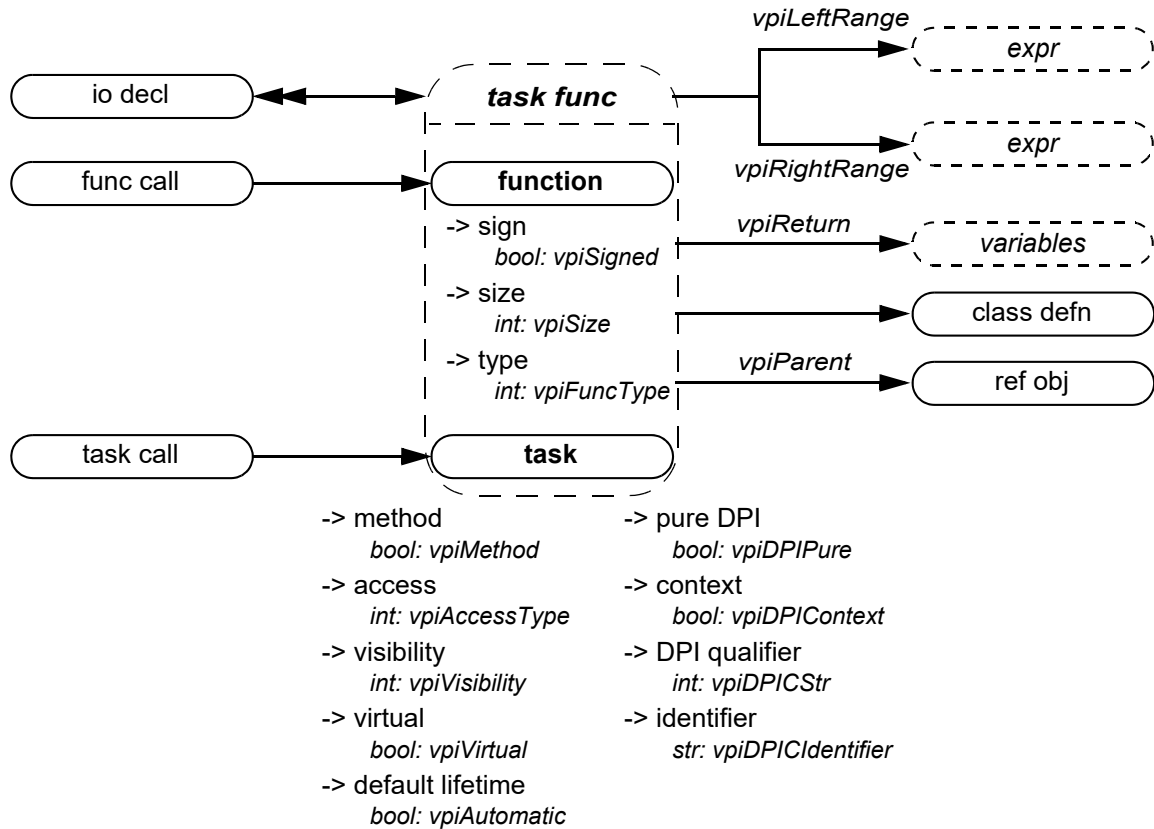 vpiLeftRange
expr
io decl
task func
expr
vpiRightRange
func call
function
-> sign
bool: vpiSigned
vpiReturn
variables
-> size
int: vpiSize
class defn
-> type
int: vpiFuncType
vpiParent
ref obj
task call
task
-> method
bool: vpiMethod
-> access
int: vpiAccessType
-> visibility
int: vpiVisibility
-> virtual
bool: vpiVirtual
-> default lifetime
bool: vpiAutomatic
-> pure DPI
bool: vpiDPIPure
-> context
bool: vpiDPIContext
-> DPI qualifier
int: vpiDPICStr
-> identifier
str: vpiDPICIdentifier